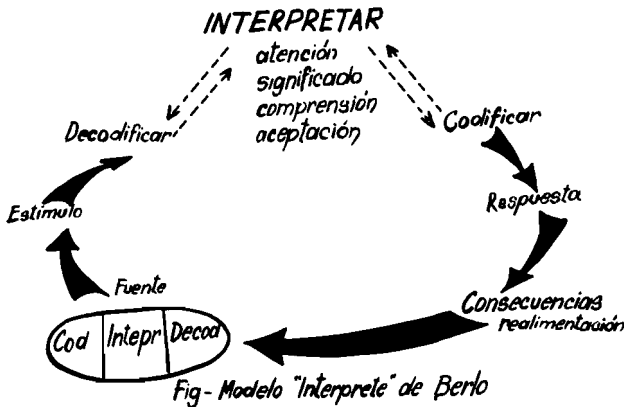 INTERPRETAR
atención
significado
comprensión
aceptación
Decodificar
Codificar
Estímulo
Respuesta
Fuente
Consecuencias
realimentación
Cod Intepr Decod
Fig - Modelo "Interprete" de Berlo